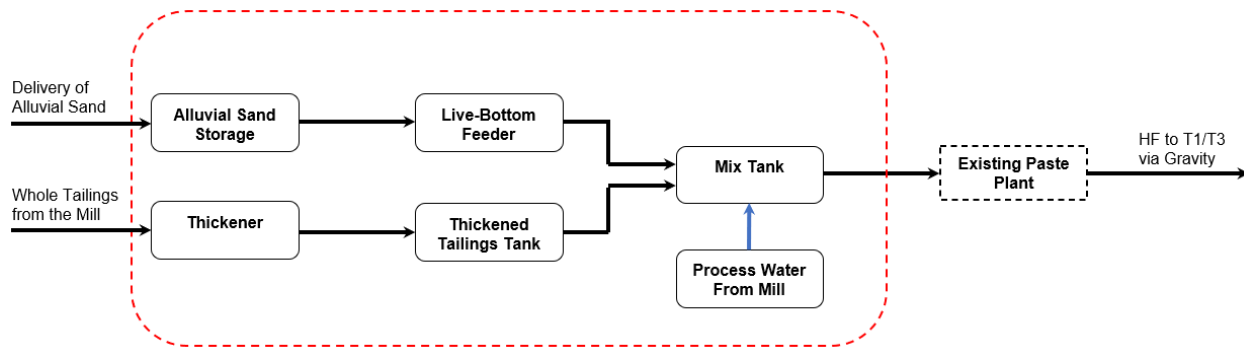 Delivery of
Alluvial Sand
Alluvial Sand
Storage
Live-Bottom
Feeder
Mix Tank
Existing Paste
Plant
HF to T1/T3
via Gravity
Whole Tailings
from the Mill
Thickener
Thickened
Tailings Tank
Process Water
From Mill